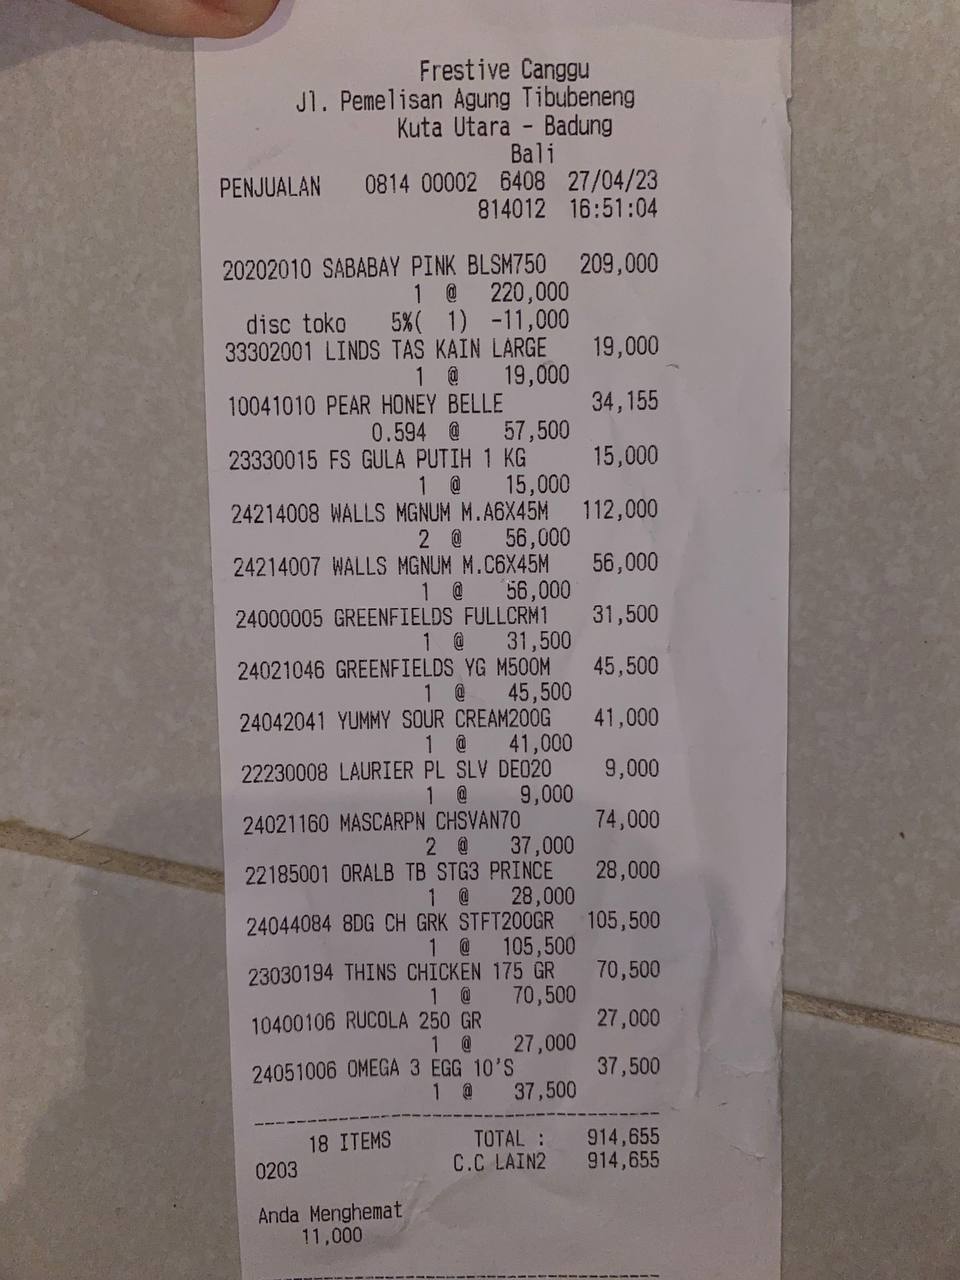 Frestive Canggu
Jl. Pemelisan Agung Tibubeneng
Kuta Utara - Badung
Bali
PENJUALAN 0814 00002 6408 27/04/23
814012 16:51:04
20202010 SABABAY PINK BLSM750 209,000
1 @ 220,000
disc toko 5%( 1) -11,000
33302001 LINDS TAS KAIN LARGE 19,000
1 @ 19,000
10041010 PEAR HONEY BELLE 34,155
0.594 @ 57,500
23330015 FS GULA PUTIH 1 KG 15,000
1 @ 15,000
24214008 WALLS MGNUM M.A6X45M 112,000
2 @ 56,000
24214007 WALLS MGNUM M.C6X45M 56,000
1 @ 56,000
24000005 GREENFIELDS FULLCRM1 31,500
1 @ 31,500
24021046 GREENFIELDS YG M500M 45,500
1 @ 45,500
24042041 YUMMY SOUR CREAM200G 41,000
1 @ 41,000
22230008 LAURIER PL SLV DEO20 9,000
1 @ 9,000
24021160 MASCARPN CHSVAN70 74,000
2 @ 37,000
22185001 ORALB TB STG3 PRINCE 28,000
1 @ 28,000
24044084 8DG CH GRK STFT200GR 105,500
1 @ 105,500
23030194 THINS CHICKEN 175 GR 70,500
1 @ 70,500
10400106 RUCOLA 250 GR 27,000
1 @ 27,000
24051006 OMEGA 3 EGG 10'S 37,500
1 @ 37,500
18 ITEMS TOTAL : 914,655
0203 C.C LAIN2 914,655
Anda Menghemat
11,000